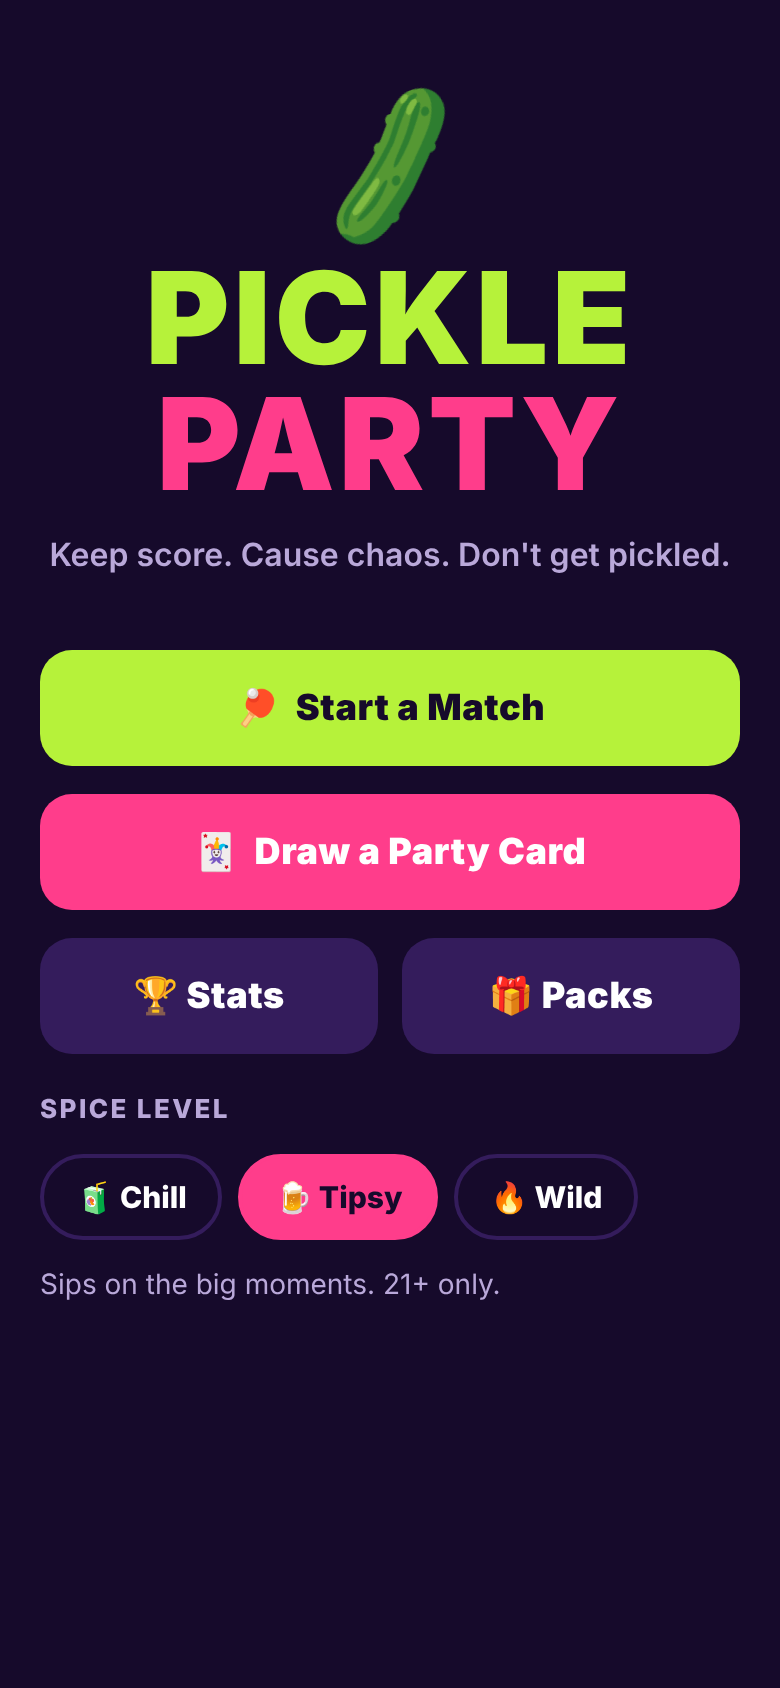 PICKLE
PARTY
Keep score. Cause chaos. Don't get pickled.
Start a Match
Draw a Party Card
Stats
Packs
SPICE LEVEL
Chill
Tipsy
Wild
Sips on the big moments. 21+ only.